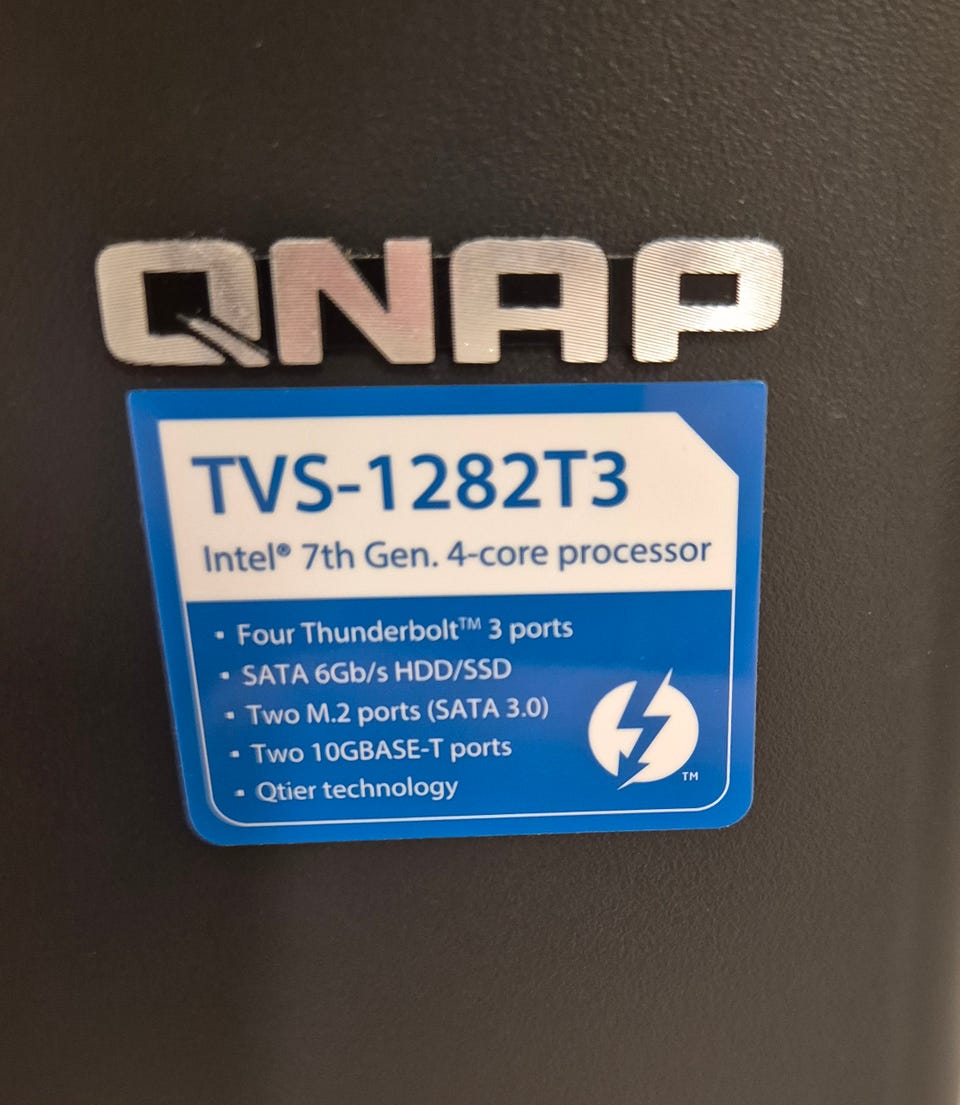 QNAP
TVS-1282T3
Intel® 7th Gen. 4-core processor
• Four Thunderbolt™ 3 ports
• SATA 6Gb/s HDD/SSD
• Two M.2 ports (SATA 3.0)
• Two 10GBASE-T ports
• Qtier technology
TM